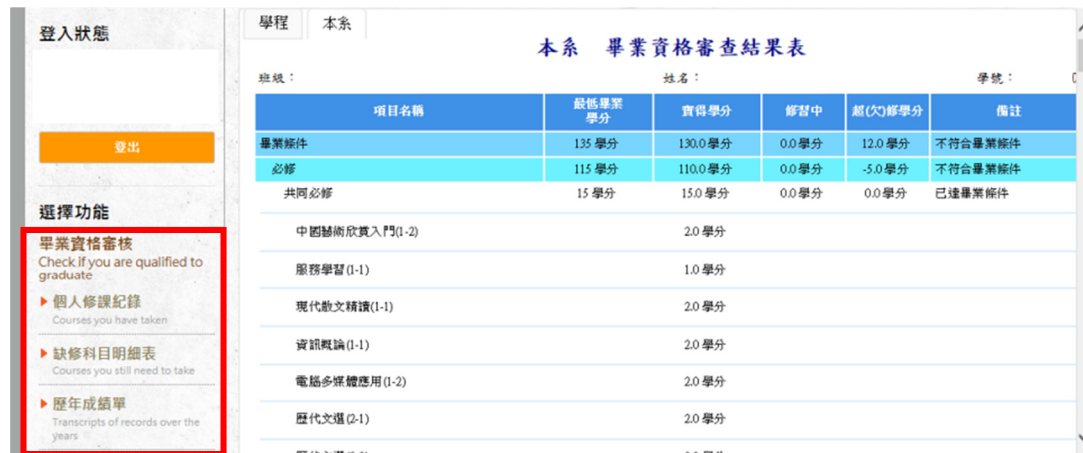 登入狀態
登出
選擇功能
畢業資格審核
Check if you are qualified to
graduate
個人修課紀錄
Courses you have taken
缺修科目明細表
Courses you still need to take
歷年成績單
Transcripts of records over the
years
學程 本系
本系 畢業資格審查結果表
班級： 姓名： 學號：
項目名稱 最低畢業學分 實得學分 修習中 超(欠)修學分 備註
畢業條件 135 學分 130.0 學分 0.0 學分 12.0 學分 不符合畢業條件
必修 115 學分 110.0 學分 0.0 學分 -5.0 學分 不符合畢業條件
共同必修 15 學分 15.0 學分 0.0 學分 0.0 學分 已達畢業條件
中國藝術欣賞入門(1-2) 2.0 學分
服務學習(1-1) 1.0 學分
現代散文精讀(1-1) 2.0 學分
資訊概論(1-1) 2.0 學分
電腦多媒體應用(1-2) 2.0 學分
歷代文選(2-1) 2.0 學分